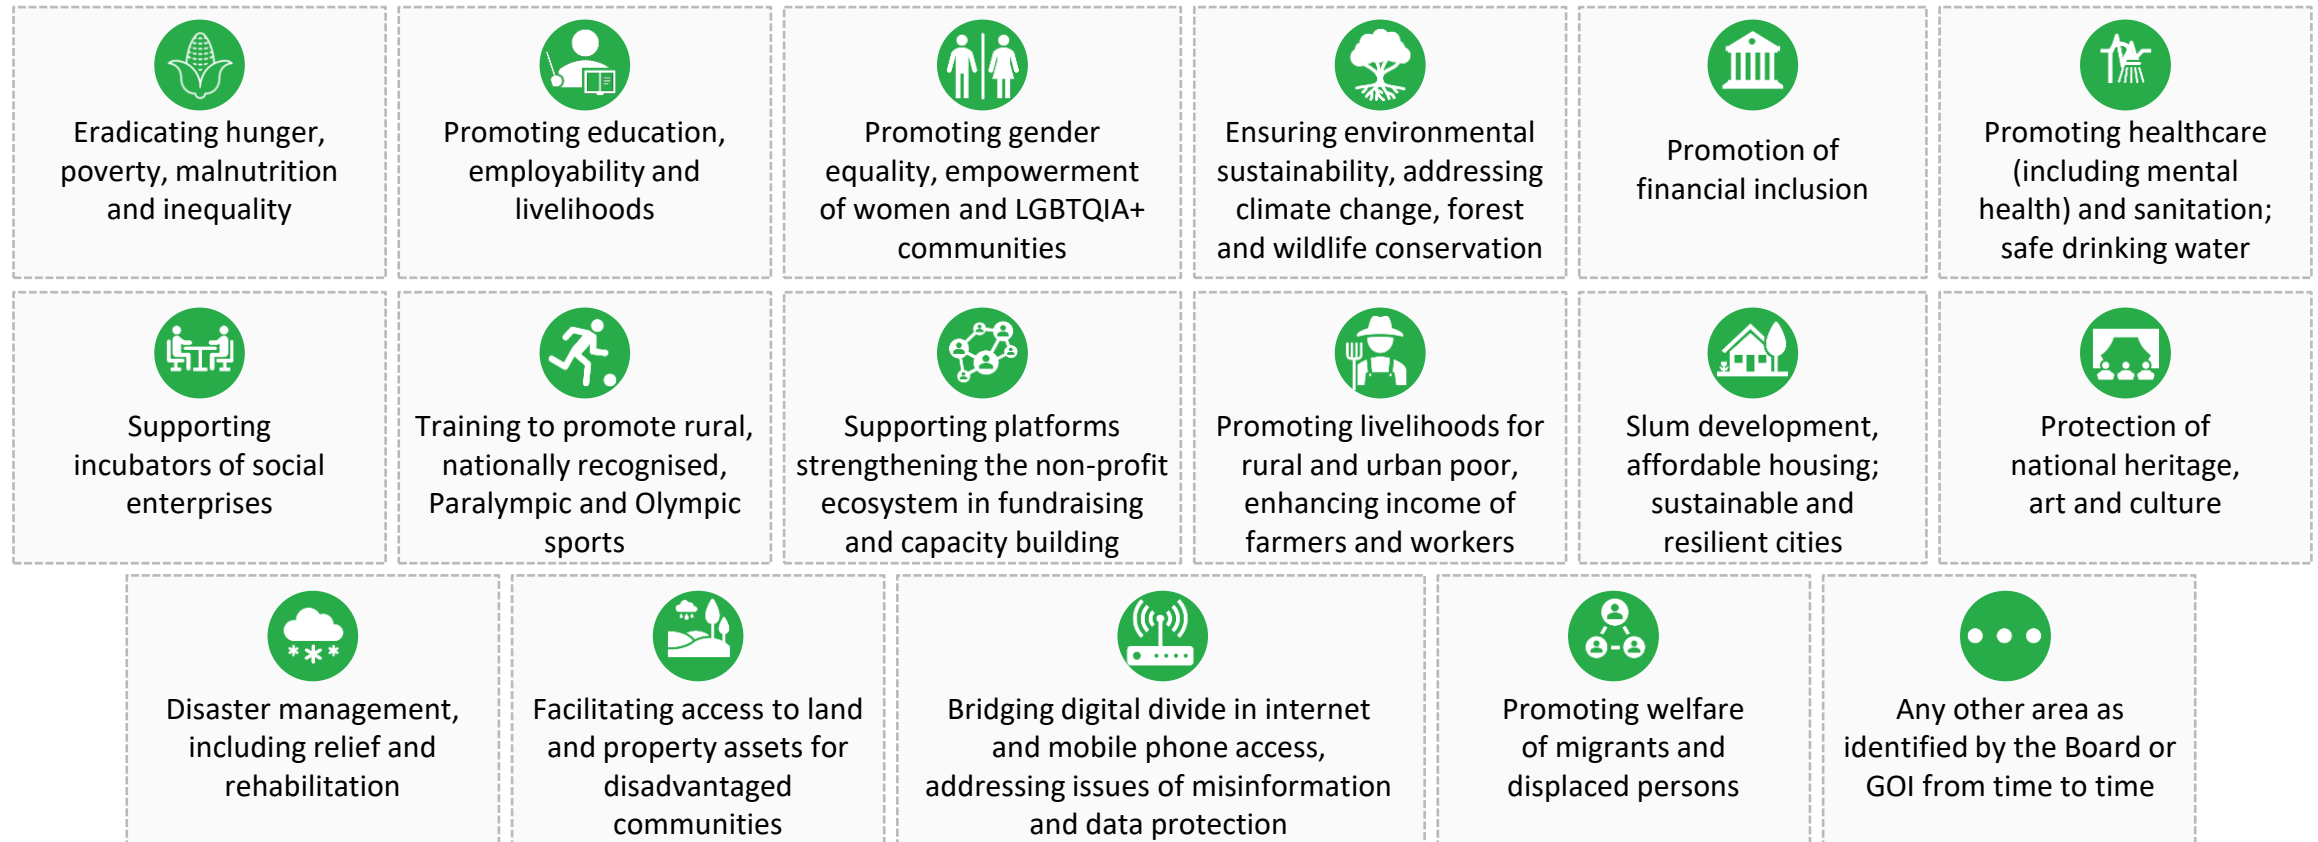 Eradicating hunger,
poverty, malnutrition
and inequality
Promoting education,
employability and
livelihoods
Promoting gender
equality, empowerment
of women and LGBTQIA+
communities
Ensuring environmental
sustainability, addressing
climate change, forest
and wildlife conservation
Promotion of
financial inclusion
Promoting healthcare
(including mental
health) and sanitation;
safe drinking water
Supporting
incubators of social
enterprises
Training to promote rural,
nationally recognised,
Paralympic and Olympic
sports
Supporting platforms
strengthening the non-profit
ecosystem in fundraising
and capacity building
Promoting livelihoods for
rural and urban poor,
enhancing income of
farmers and workers
Slum development,
affordable housing;
sustainable and
resilient cities
Protection of
national heritage,
art and culture
Disaster management,
including relief and
rehabilitation
Facilitating access to land
and property assets for
disadvantaged
communities
Bridging digital divide in internet
and mobile phone access,
addressing issues of misinformation
and data protection
Promoting welfare
of migrants and
displaced persons
Any other area as
identified by the Board or
GOI from time to time